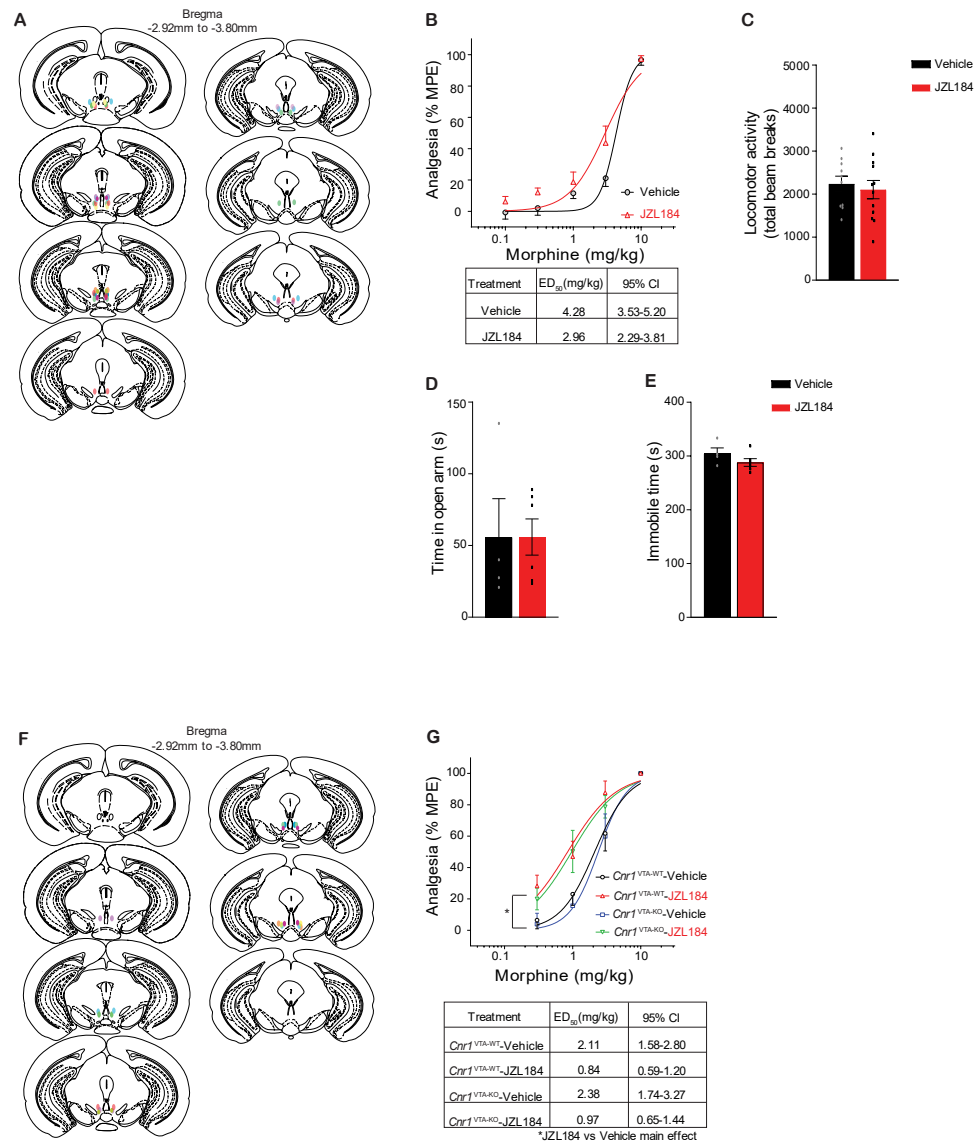 A
Bregma
-2.92mm to -3.80mm
B
Analgesia (% MPE)
100
80
60
40
20
0
0.1
1
10
Morphine (mg/kg)
Vehicle
JZL184
Treatment ED50(mg/kg) 95% CI
Vehicle 4.28 3.53-5.20
JZL184 2.96 2.29-3.81
C
Vehicle
JZL184
Locomotor activity
(total beam breaks)
5000
4000
3000
2000
1000
0
D
Time in open arm (s)
150
100
50
0
E
Vehicle
JZL184
Immobile time (s)
400
300
200
100
0
F
Bregma
-2.92mm to -3.80mm
G
Analgesia (% MPE)
100
80
60
40
20
0
*
0.1
1
10
Morphine (mg/kg)
Cnr1VTA-WT-Vehicle
Cnr1VTA-WT-JZL184
Cnr1VTA-KO-Vehicle
Cnr1VTA-KO-JZL184
Treatment ED50(mg/kg) 95% CI
Cnr1VTA-WT-Vehicle 2.11 1.58-2.80
Cnr1VTA-WT-JZL184 0.84 0.59-1.20
Cnr1VTA-KO-Vehicle 2.38 1.74-3.27
Cnr1VTA-KO-JZL184 0.97 0.65-1.44
*JZL184 vs Vehicle main effect